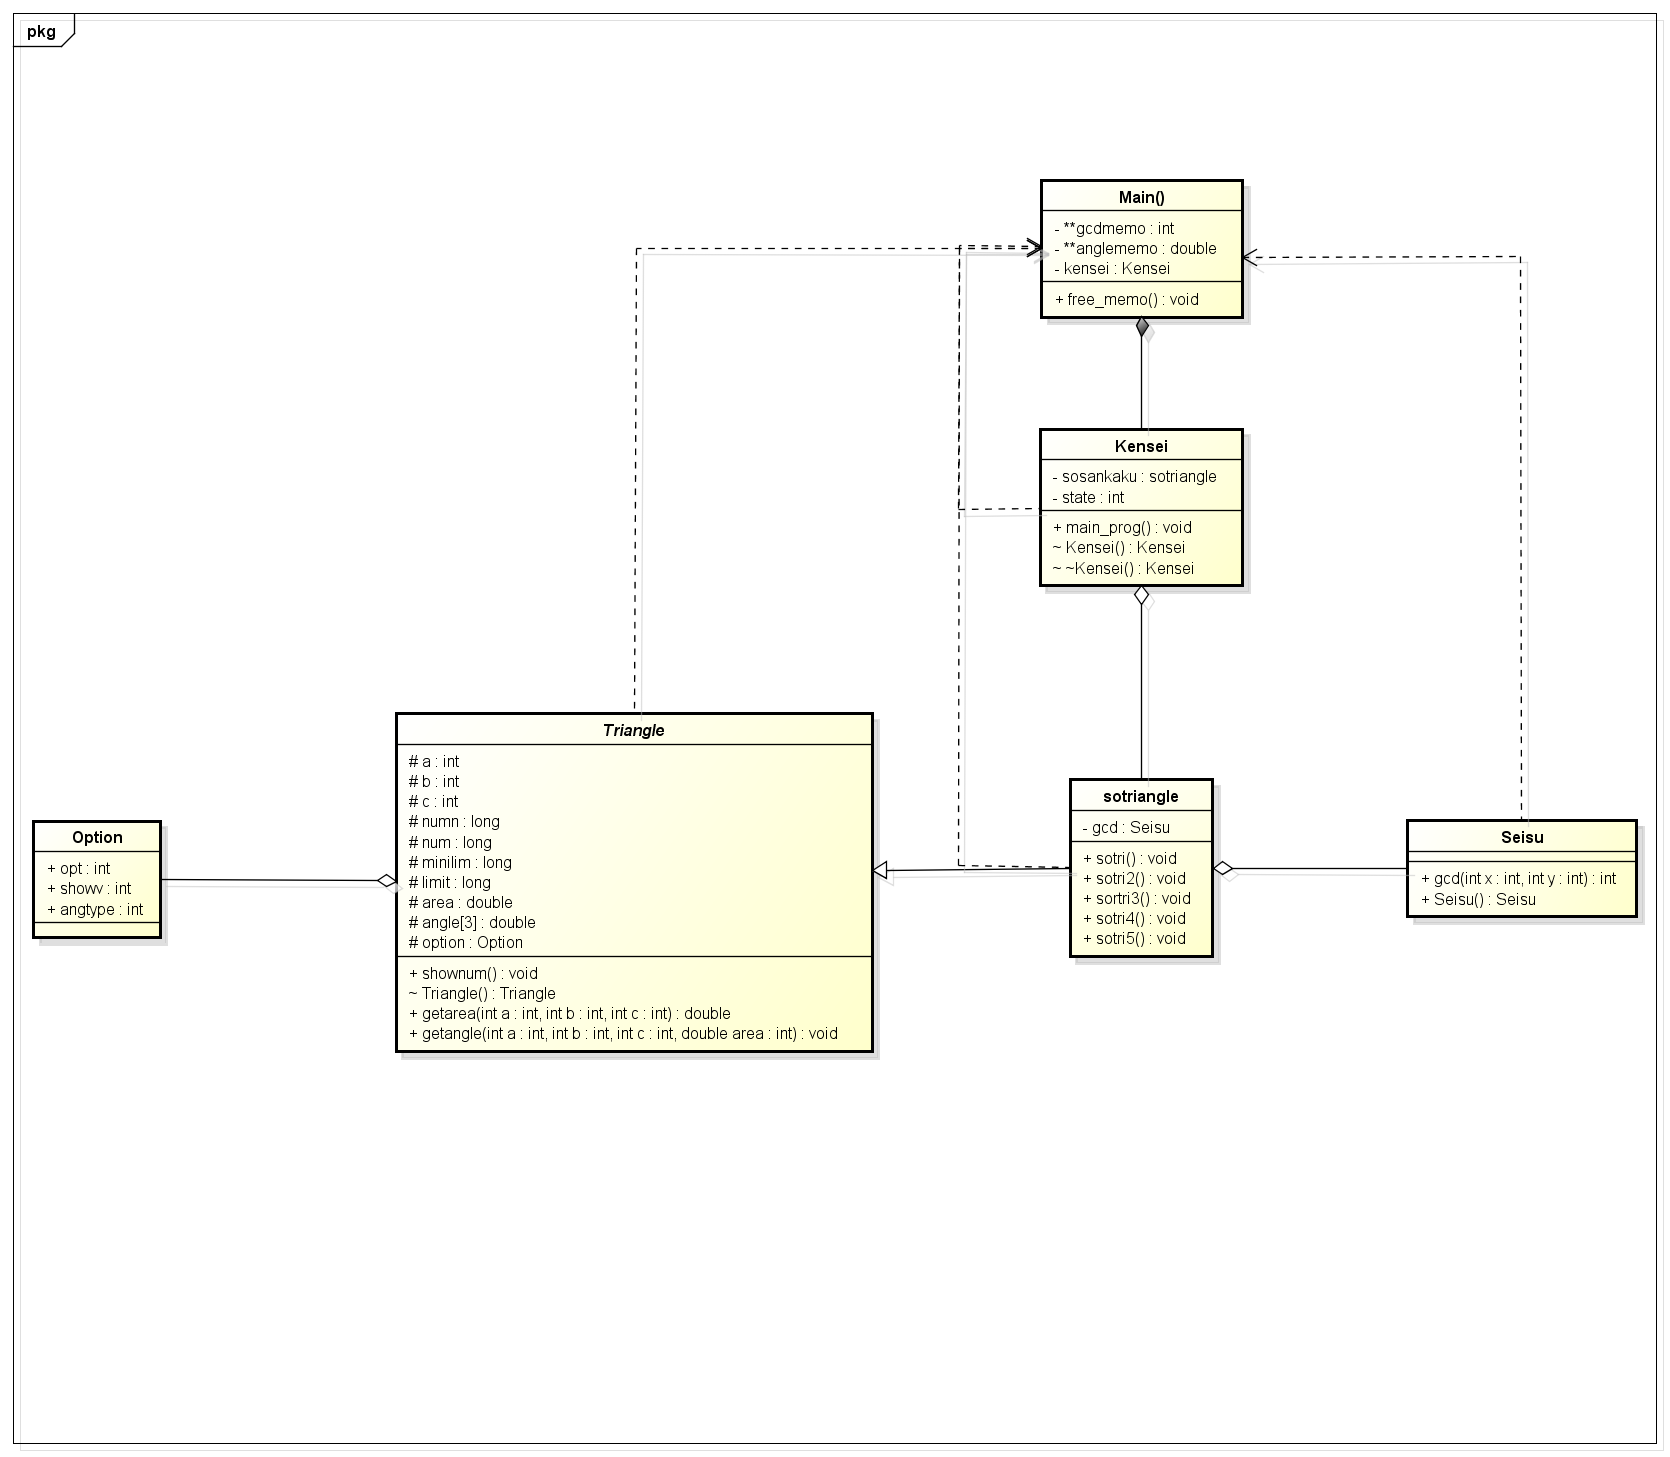 pkg
Main()
- **gcdmemo : int
- **anglememo : double
- kensei : Kensei
+ free_memo() : void
Kensei
- sosankaku : sotriangle
- state : int
+ main_prog() : void
~ Kensei() : Kensei
~ ~Kensei() : Kensei
Triangle
# a : int
# b : int
# c : int
# numn : long
# num : long
# minilim : long
# limit : long
# area : double
# angle[3] : double
# option : Option
+ shownum() : void
~ Triangle() : Triangle
+ getarea(int a : int, int b : int, int c : int) : double
+ getangle(int a : int, int b : int, int c : int, double area : int) : void
Option
+ opt : int
+ showv : int
+ angtype : int
sotriangle
- gcd : Seisu
+ sotri() : void
+ sotri2() : void
+ sortri3() : void
+ sotri4() : void
+ sotri5() : void
Seisu
+ gcd(int x : int, int y : int) : int
+ Seisu() : Seisu